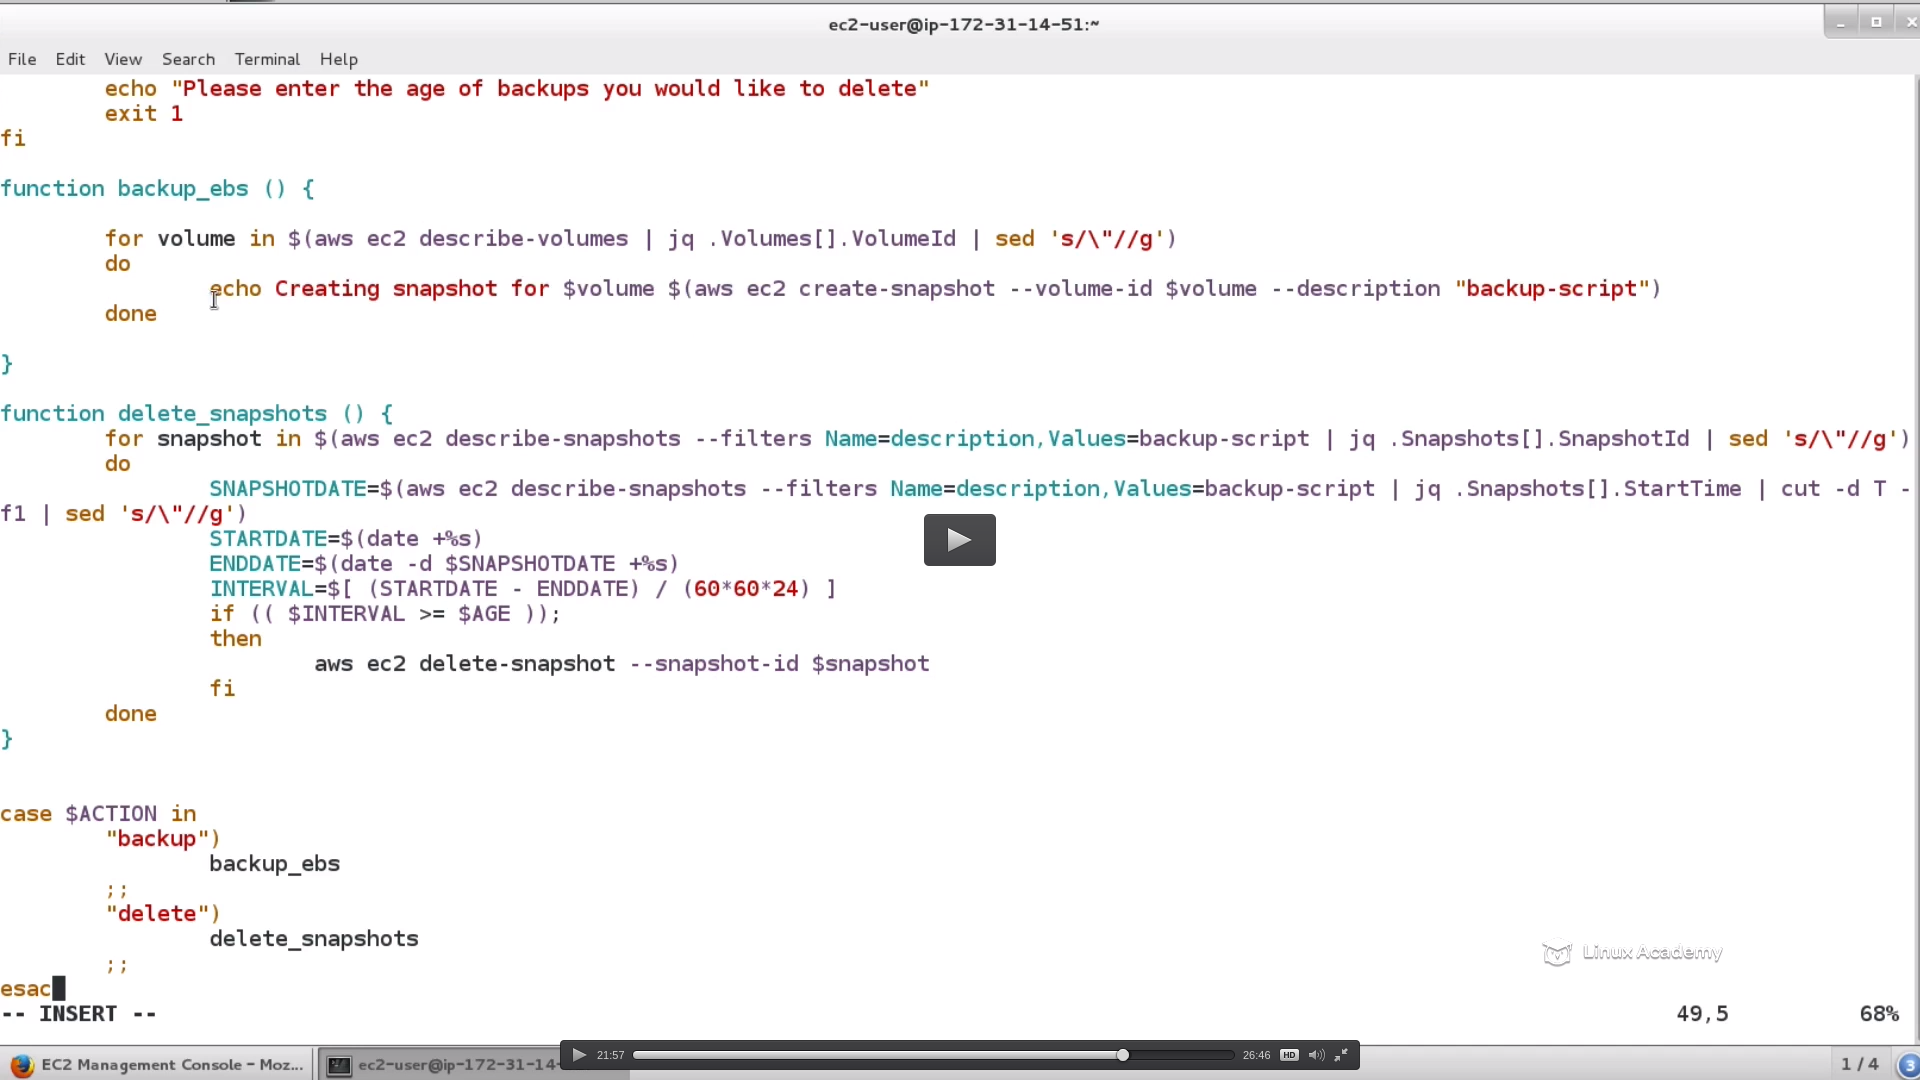 ec2-user@ip-172-31-14-51:~
File Edit View Search Terminal Help
echo "Please enter the age of backups you would like to delete"
exit 1
fi
function backup_ebs () {
for volume in $(aws ec2 describe-volumes | jq .Volumes[].VolumeId | sed 's/\"//g')
do
echo Creating snapshot for $volume $(aws ec2 create-snapshot --volume-id $volume --description "backup-script")
done
}
function delete_snapshots () {
for snapshot in $(aws ec2 describe-snapshots --filters Name=description,Values=backup-script | jq .Snapshots[].SnapshotId | sed 's/\"//g')
do
SNAPSHOTDATE=$(aws ec2 describe-snapshots --filters Name=description,Values=backup-script | jq .Snapshots[].StartTime | cut -d T -
f1 | sed 's/\"//g')
STARTDATE=$(date +%s)
ENDDATE=$(date -d $SNAPSHOTDATE +%s)
INTERVAL=$[ (STARTDATE - ENDDATE) / (60*60*24) ]
if (( $INTERVAL >= $AGE ));
then
aws ec2 delete-snapshot --snapshot-id $snapshot
fi
done
}
case $ACTION in
"backup")
backup_ebs
;;
"delete")
delete_snapshots
;;
esac
-- INSERT -- 49,5 68%
Linux Academy
EC2 Management Console - Moz... ec2-user@ip-172-31-14- 21:57 26:46 HD 1 / 4 3